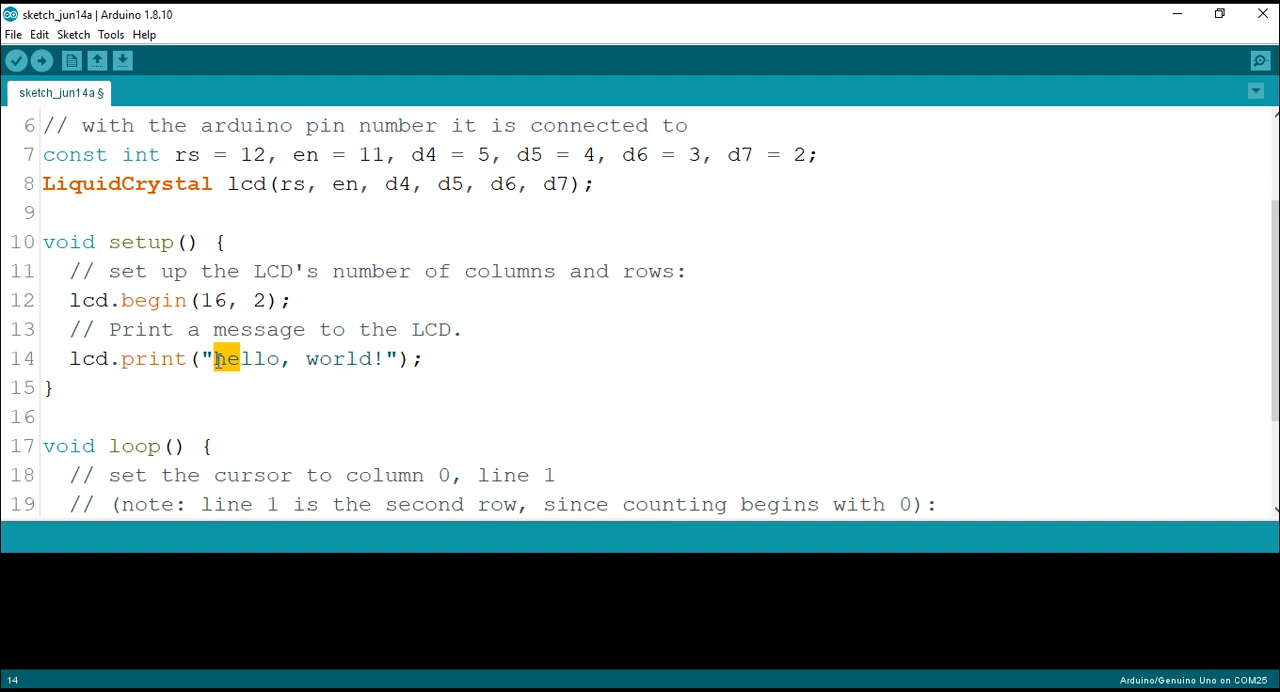 sketch_jun14a | Arduino 1.8.10
File Edit Sketch Tools Help
sketch_jun14a §
6 // with the arduino pin number it is connected to
7 const int rs = 12, en = 11, d4 = 5, d5 = 4, d6 = 3, d7 = 2;
8 LiquidCrystal lcd(rs, en, d4, d5, d6, d7);
9
10 void setup() {
11 // set up the LCD's number of columns and rows:
12 lcd.begin(16, 2);
13 // Print a message to the LCD.
14 lcd.print("hello, world!");
15 }
16
17 void loop() {
18 // set the cursor to column 0, line 1
19 // (note: line 1 is the second row, since counting begins with 0):
14 Arduino/Genuino Uno on COM25